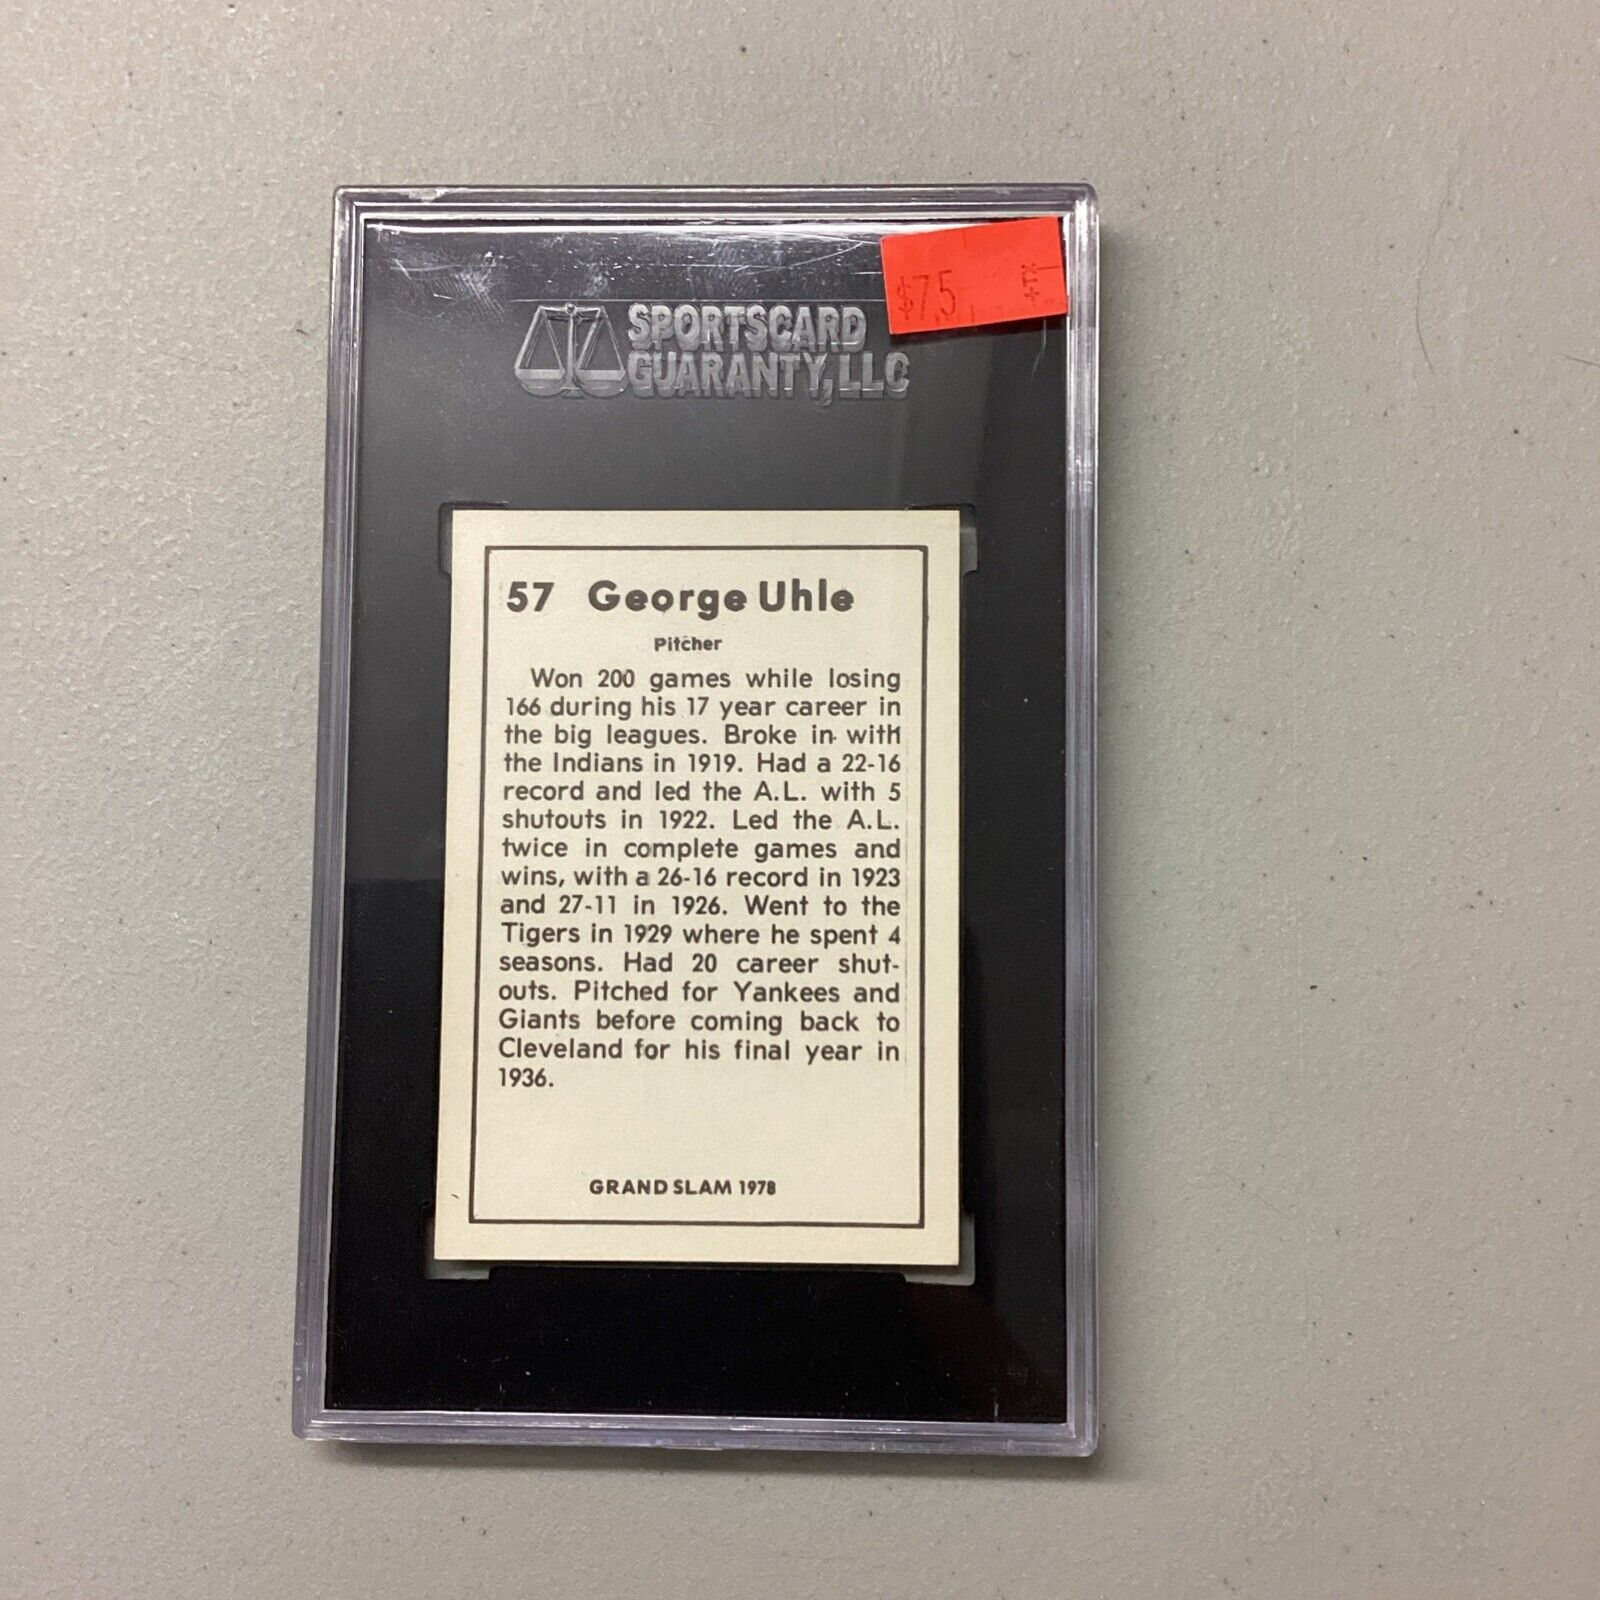 $75
+TX
SPORTSCARD
GUARANTY, LLC
57 George Uhle
Pitcher
Won 200 games while losing
166 during his 17 year career in
the big leagues. Broke in with
the Indians in 1919. Had a 22-16
record and led the A.L. with 5
shutouts in 1922. Led the A.L.
twice in complete games and
wins, with a 26-16 record in 1923
and 27-11 in 1926. Went to the
Tigers in 1929 where he spent 4
seasons. Had 20 career shut-
outs. Pitched for Yankees and
Giants before coming back to
Cleveland for his final year in
1936.
GRAND SLAM 1978